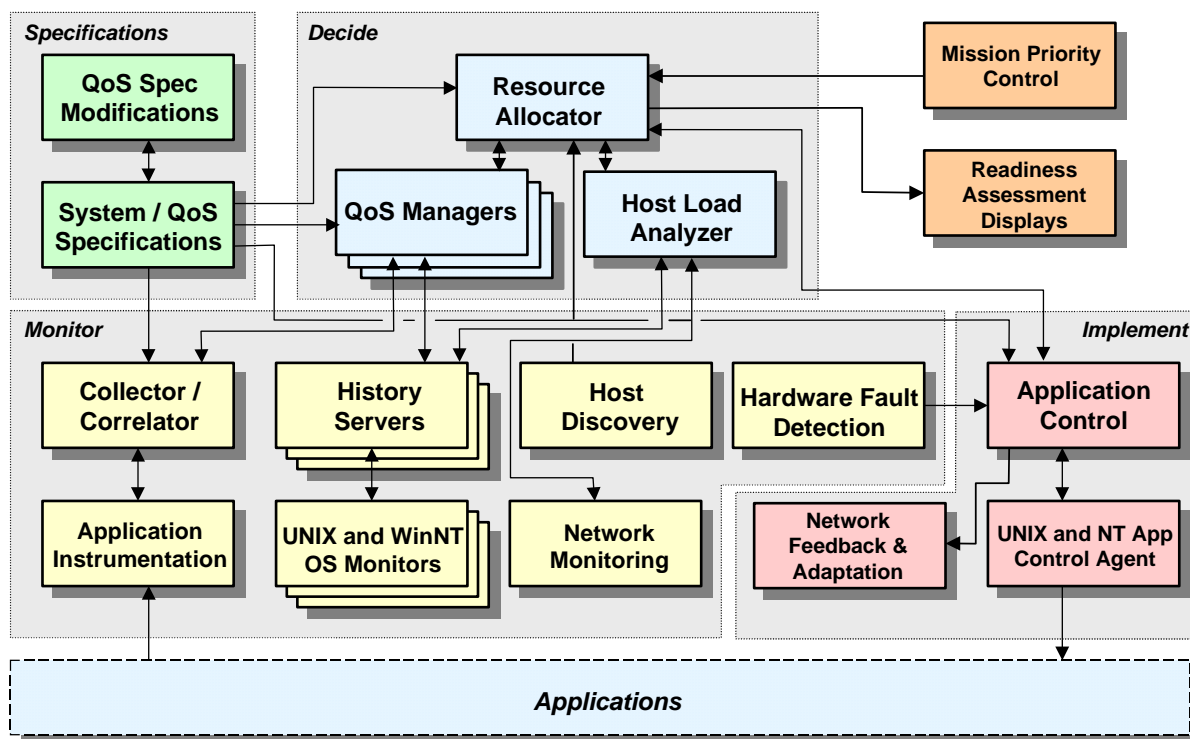 Specifications
QoS Spec
Modifications
System / QoS
Specifications
Decide
Resource
Allocator
QoS Managers
Host Load
Analyzer
Mission Priority
Control
Readiness
Assessment
Displays
Monitor
Collector /
Correlator
History
Servers
Host
Discovery
Hardware Fault
Detection
Application
Instrumentation
UNIX and WinNT
OS Monitors
Network
Monitoring
Implement
Application
Control
Network
Feedback &
Adaptation
UNIX and NT App
Control Agent
Applications